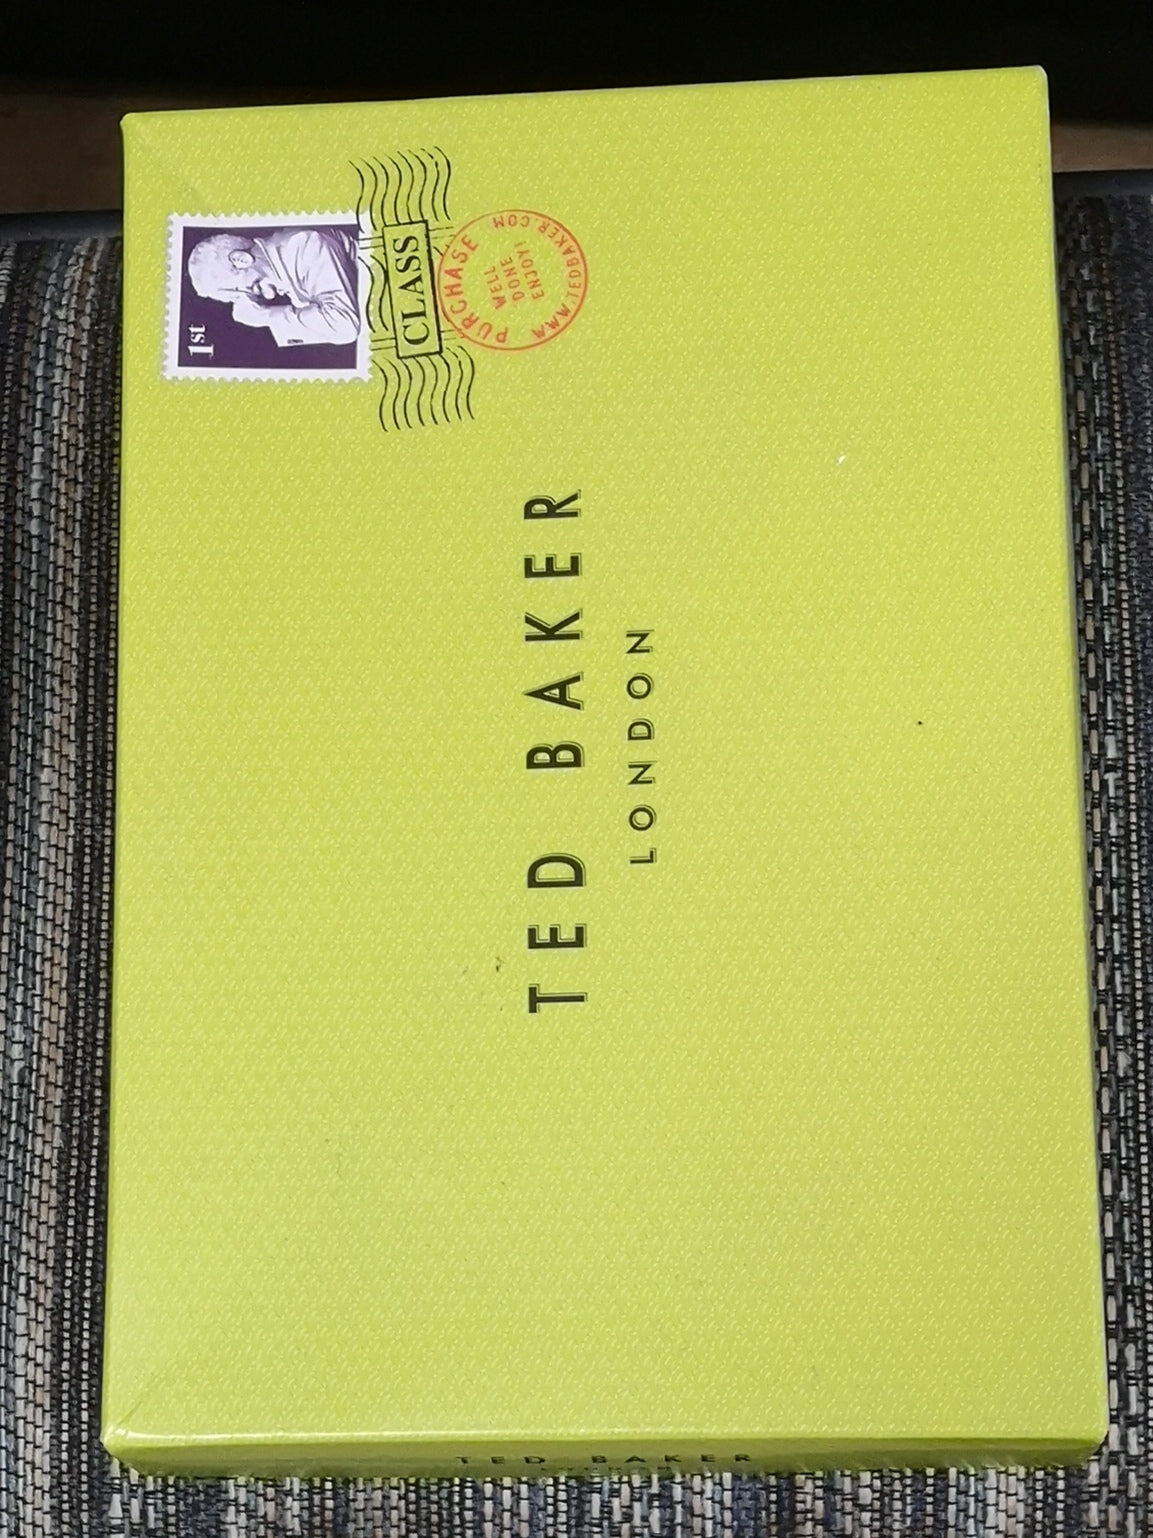 1st
CLASS
PURCHASE
WELL
DONE
ENJOY!
WWW.TEDBAKER.COM
TED BAKER
LONDON
TED BAKER